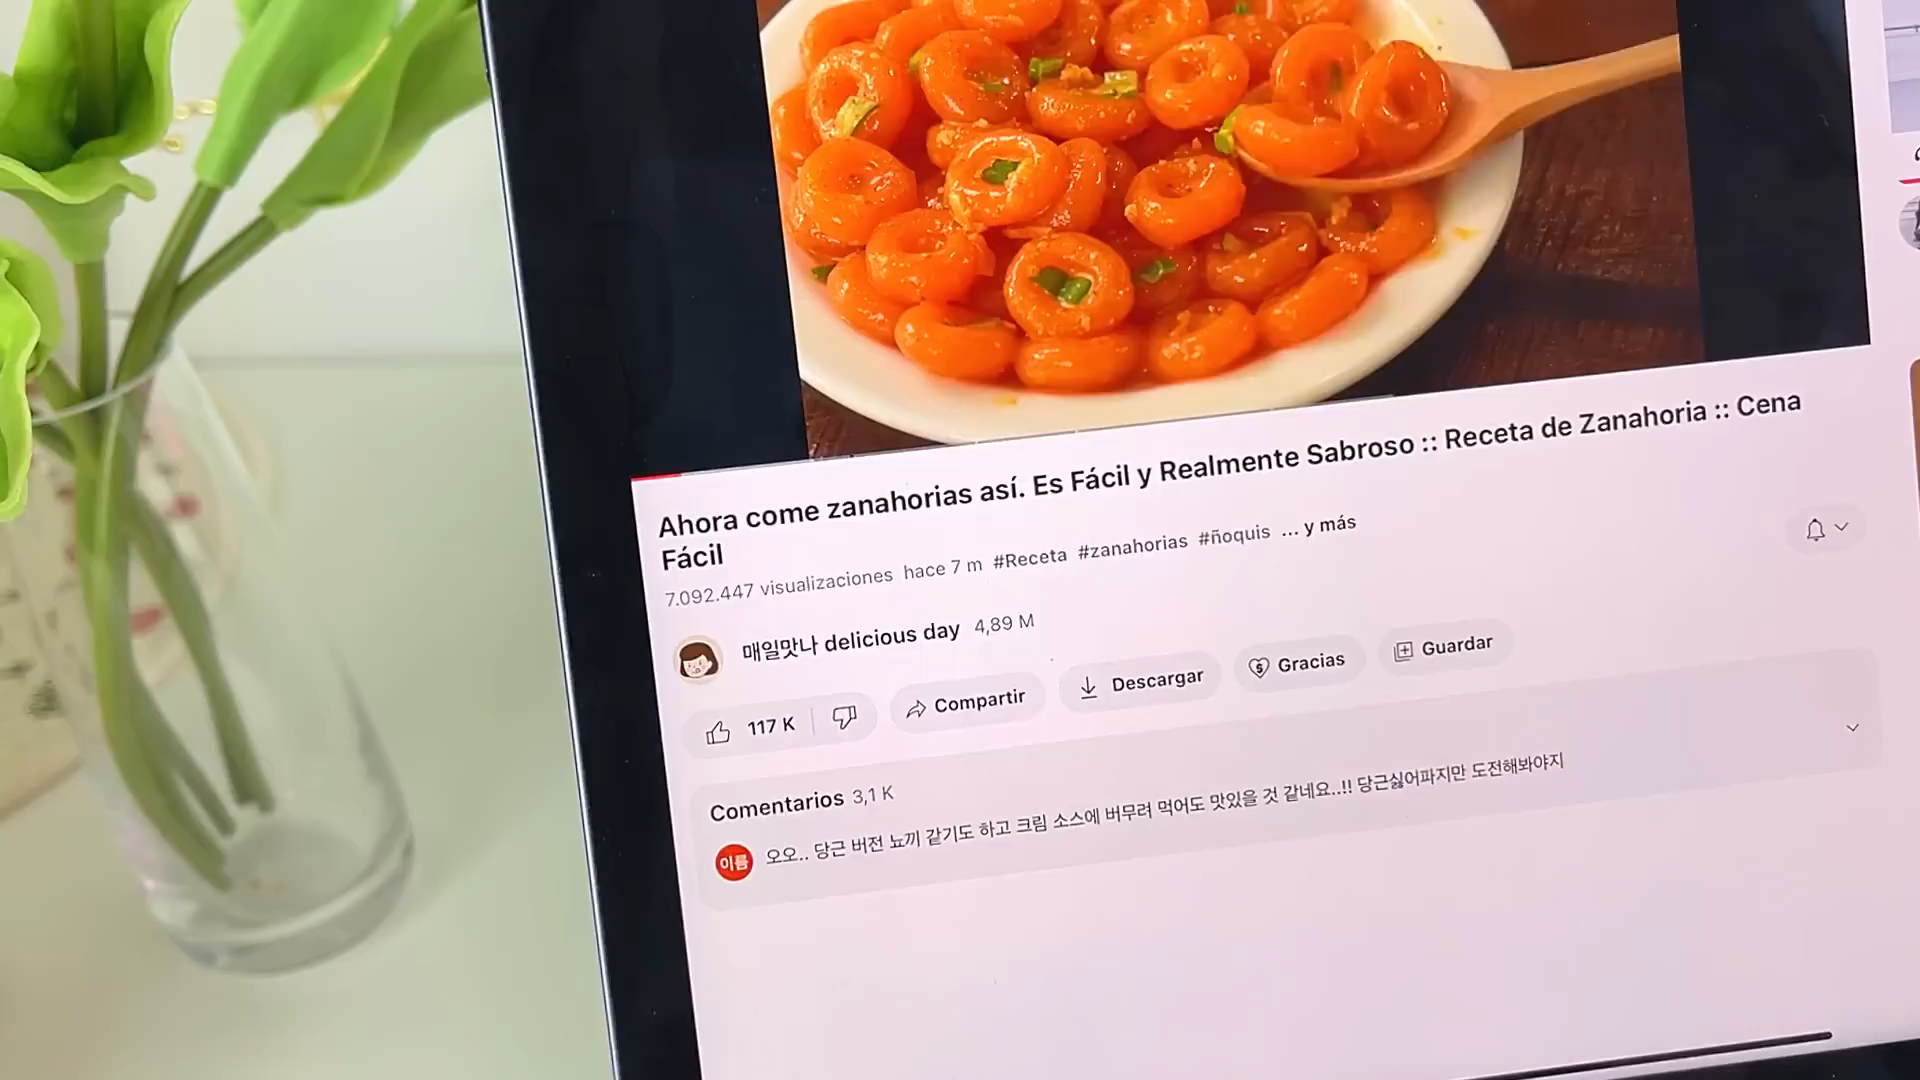 Ahora come zanahorias así. Es Fácil y Realmente Sabroso :: Receta de Zanahoria :: Cena
Fácil
7.092.447 visualizaciones hace 7 m #Receta #zanahorias #ñoquis ... y más
매일맛나 delicious day 4,89 M
117 K Compartir Descargar Gracias Guardar
Comentarios 3,1 K
이름 오오.. 당근 버전 뇨끼 같기도 하고 크림 소스에 버무려 먹어도 맛있을 것 같네요..!! 당근싫어파지만 도전해봐야지